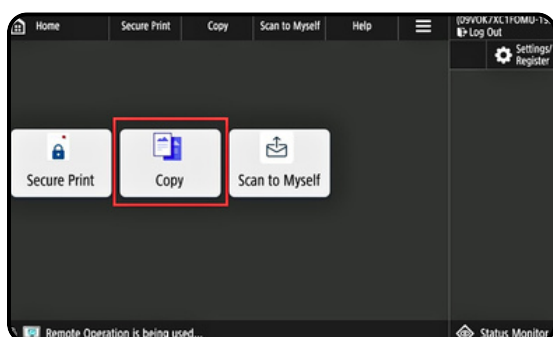 Home
Secure Print
Copy
Scan to Myself
Help
Log Out
Settings/
Register
Secure Print
Copy
Scan to Myself
Remote Operation is being used...
Status Monitor